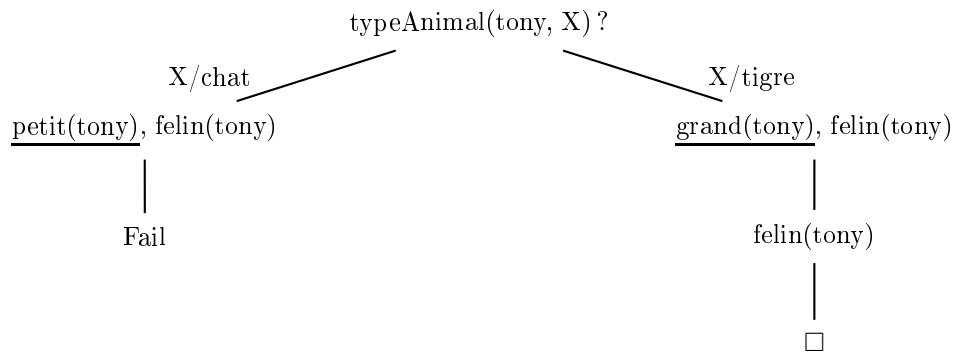 typeAnimal(tony, X) ?
X/chat X/tigre
petit(tony), felin(tony) grand(tony), felin(tony)
Fail felin(tony)
□